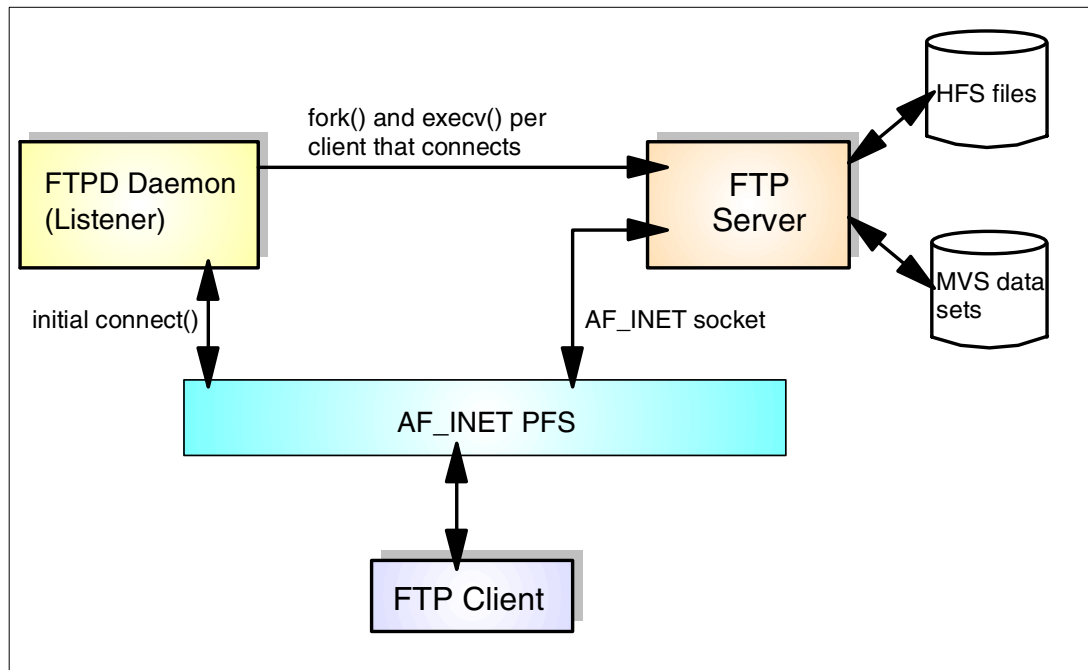 HFS files
fork() and execv() per
client that connects
FTPD Daemon
(Listener)
FTP
Server
MVS data
sets
initial connect()
AF_INET socket
AF_INET PFS
FTP Client